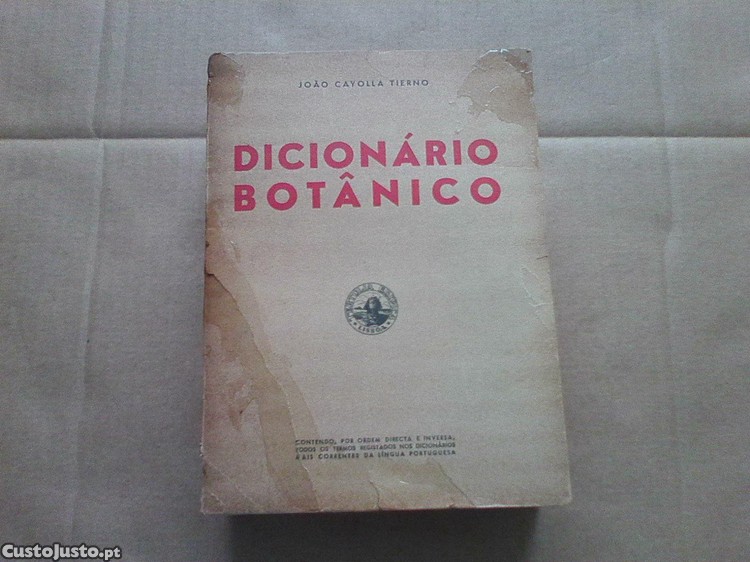 JOÃO CAYOLLA TIERNO
DICIONÁRIO
BOTÂNICO
LISBOA
CONTENDO, POR ORDEM DIRECTA E INVERSA,
TODOS OS TERMOS REGISTADOS NOS DICIONÁRIOS
MAIS CORRENTES DA LÍNGUA PORTUGUESA
CustoJusto.pt